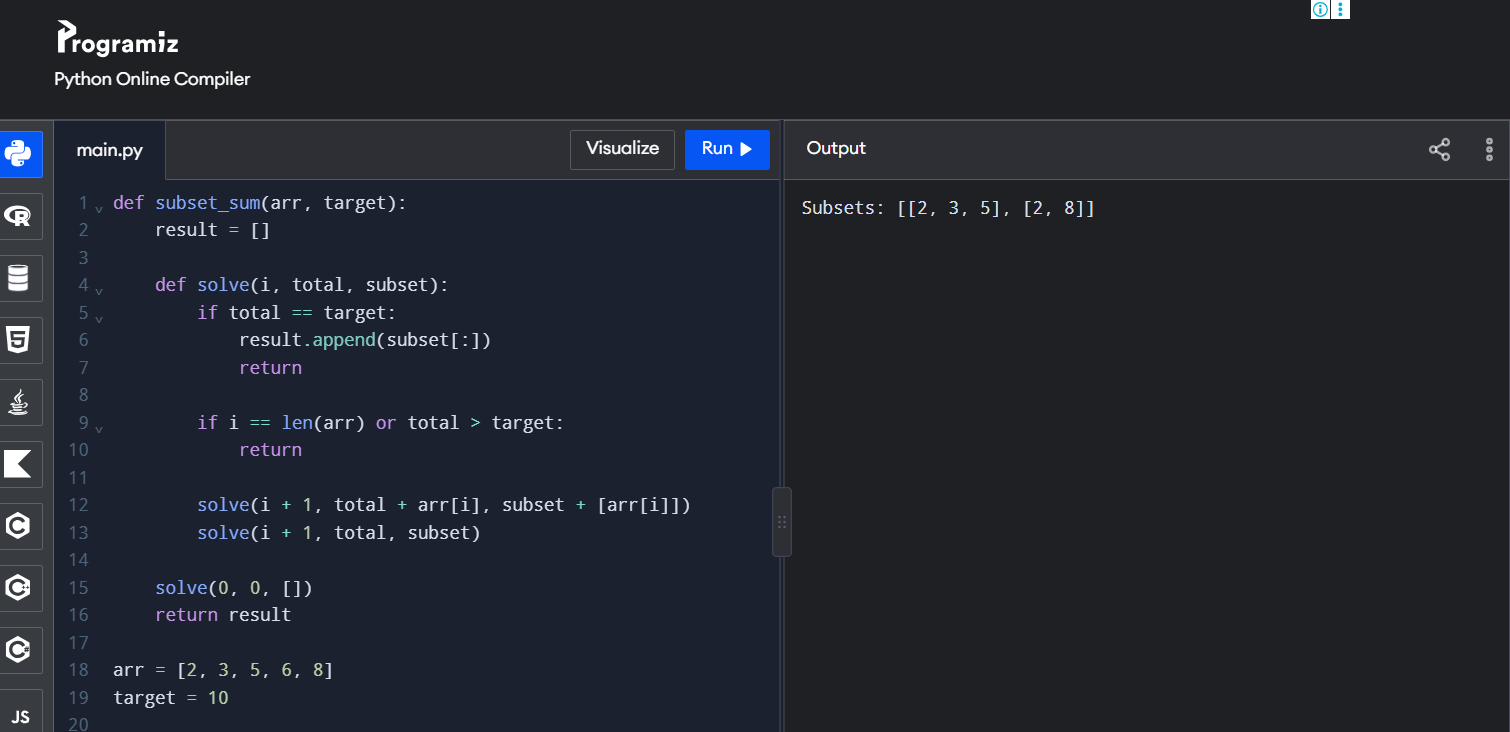 Programiz
Python Online Compiler
main.py
Visualize
Run
Output
1 def subset_sum(arr, target):
2     result = []
3
4     def solve(i, total, subset):
5         if total == target:
6             result.append(subset[:])
7             return
8
9         if i == len(arr) or total > target:
10             return
11
12         solve(i + 1, total + arr[i], subset + [arr[i]])
13         solve(i + 1, total, subset)
14
15     solve(0, 0, [])
16     return result
17
18 arr = [2, 3, 5, 6, 8]
19 target = 10
20
Subsets: [[2, 3, 5], [2, 8]]
R
5
C
C
C
JS